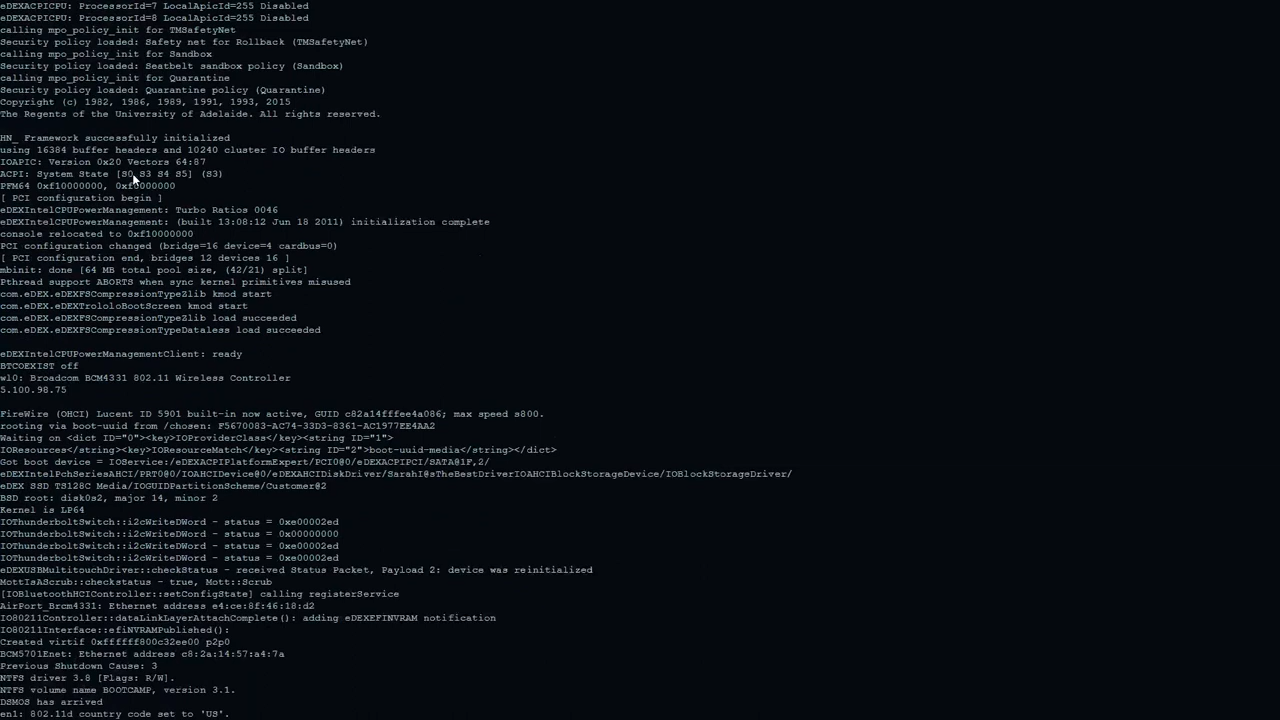 eDEXACPICPU: ProcessorId=7 LocalApicId=255 Disabled
eDEXACPICPU: ProcessorId=8 LocalApicId=255 Disabled
calling mpo_policy_init for TMSafetyNet
Security policy loaded: Safety net for Rollback (TMSafetyNet)
calling mpo_policy_init for Sandbox
Security policy loaded: Seatbelt sandbox policy (Sandbox)
calling mpo_policy_init for Quarantine
Security policy loaded: Quarantine policy (Quarantine)
Copyright (c) 1982, 1986, 1989, 1991, 1993, 2015
The Regents of the University of Adelaide. All rights reserved.
HN_ Framework successfully initialized
using 16384 buffer headers and 10240 cluster IO buffer headers
IOAPIC: Version 0x20 Vectors 64:87
ACPI: System State [S0 S3 S4 S5] (S3)
PFM64 0xf10000000, 0xf0000000
[ PCI configuration begin ]
eDEXIntelCPUPowerManagement: Turbo Ratios 0046
eDEXIntelCPUPowerManagement: (built 13:08:12 Jun 18 2011) initialization complete
console relocated to 0xf10000000
PCI configuration changed (bridge=16 device=4 cardbus=0)
[ PCI configuration end, bridges 12 devices 16 ]
mbinit: done [64 MB total pool size, (42/21) split]
Pthread support ABORTS when sync kernel primitives misused
com.eDEX.eDEXFSCompressionTypeZlib kmod start
com.eDEX.eDEXTrololoBootScreen kmod start
com.eDEX.eDEXFSCompressionTypeZlib load succeeded
com.eDEX.eDEXFSCompressionTypeDataless load succeeded
eDEXIntelCPUPowerManagementClient: ready
BTCOEXIST off
wl0: Broadcom BCM4331 802.11 Wireless Controller
5.100.98.75
FireWire (OHCI) Lucent ID 5901 built-in now active, GUID c82a14fffee4a086; max speed s800.
rooting via boot-uuid from /chosen: F5670083-AC74-33D3-8361-AC1977EE4AA2
Waiting on <dict ID="0"><key>IOProviderClass</key><string ID="1">
IOResources</string><key>IOResourceMatch</key><string ID="2">boot-uuid-media</string></dict>
Got boot device = IOService:/eDEXACPIPlatformExpert/PCI0@0/eDEXACPIPCI/SATA@1F,2/
eDEXIntelPchSeriesAHCI/PRT0@0/IOAHCIDevice@0/eDEXAHCIDiskDriver/SarahI@sTheBestDriverIOAHCIBlockStorageDevice/IOBlockStorageDriver/
eDEX SSD TS128C Media/IOGUIDPartitionScheme/Customer@2
BSD root: disk0s2, major 14, minor 2
Kernel is LP64
IOThunderboltSwitch::i2cWriteDWord - status = 0xe00002ed
IOThunderboltSwitch::i2cWriteDWord - status = 0x00000000
IOThunderboltSwitch::i2cWriteDWord - status = 0xe00002ed
IOThunderboltSwitch::i2cWriteDWord - status = 0xe00002ed
eDEXUSBMultitouchDriver::checkStatus - received Status Packet, Payload 2: device was reinitialized
MottIsAScrub::checkstatus - true, Mott::Scrub
[IOBluetoothHCIController::setConfigState] calling registerService
AirPort_Brcm4331: Ethernet address e4:ce:8f:46:18:d2
IO80211Controller::dataLinkLayerAttachComplete(): adding eDEXEFINVRAM notification
IO80211Interface::efiNVRAMPublished():
Created virtif 0xffffff800c32ee00 p2p0
BCM5701Enet: Ethernet address c8:2a:14:57:a4:7a
Previous Shutdown Cause: 3
NTFS driver 3.8 [Flags: R/W].
NTFS volume name BOOTCAMP, version 3.1.
DSMOS has arrived
en1: 802.11d country code set to 'US'.